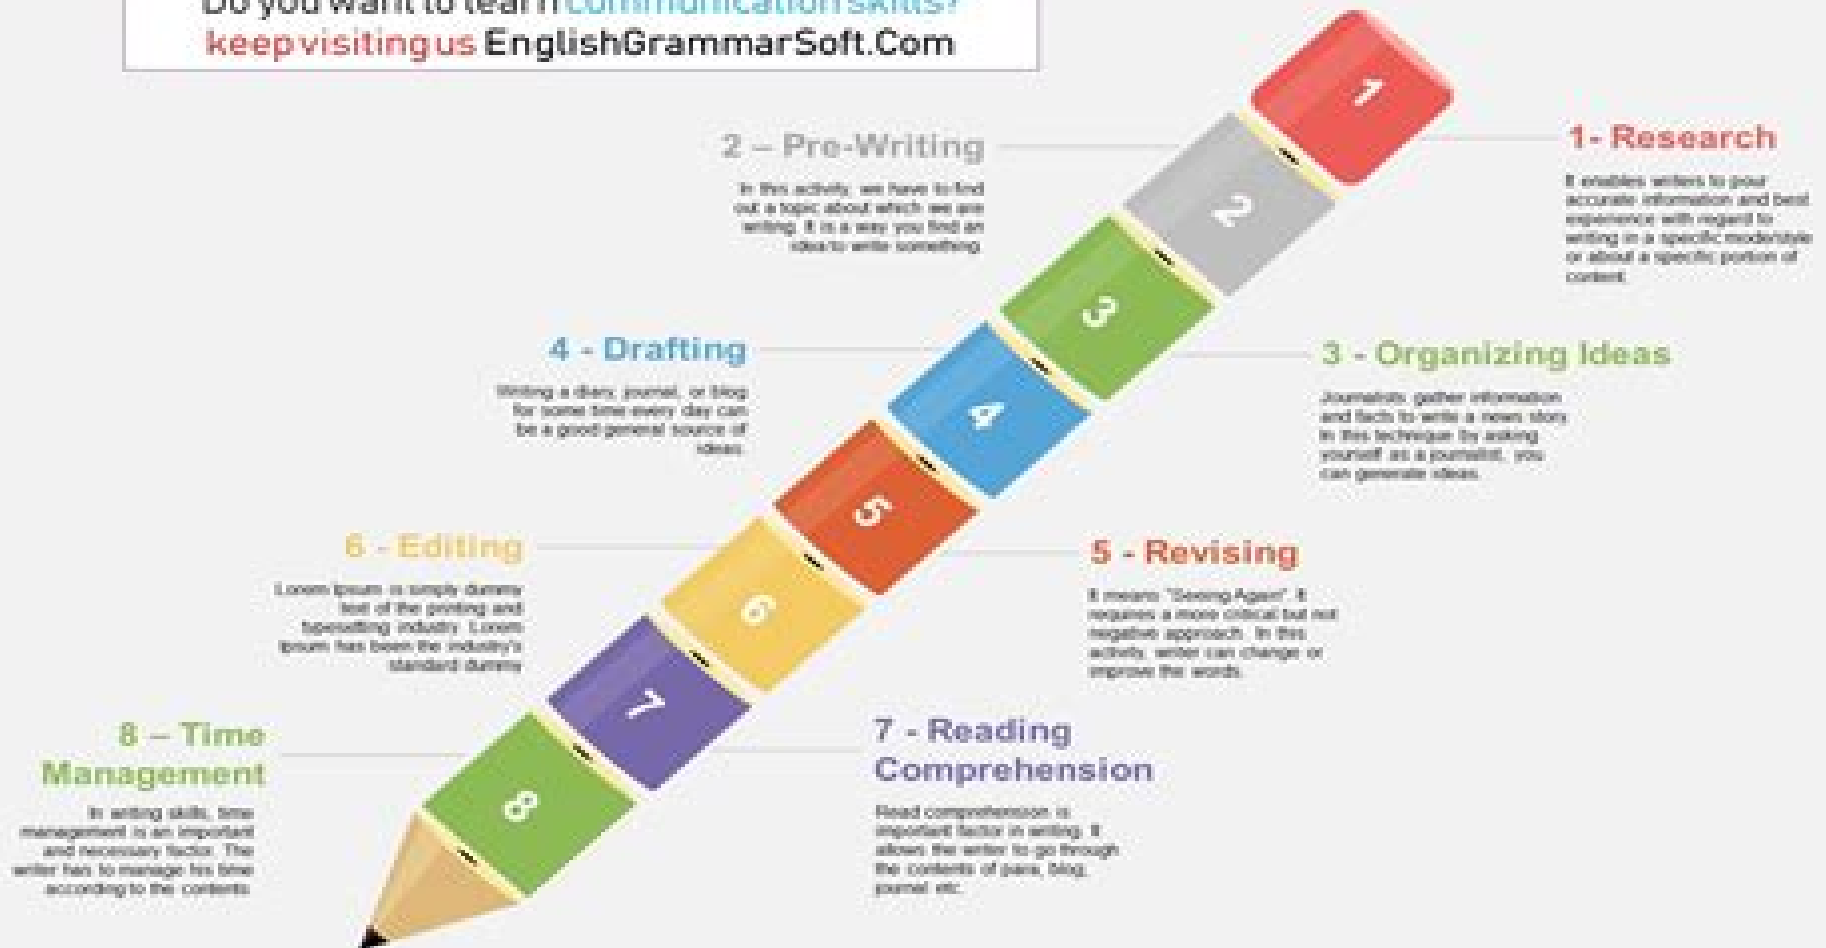 Do you want to learn communication skills?
keep visiting us EnglishGrammarSoft.Com
1
1- Research
It enables writers to pour
accurate information and best
experience with regard to
writing in a specific mode/style
or about a specific portion of
content.
2
2 – Pre-Writing
In this activity, we have to find
out a topic about which we are
writing. It is a way you find an
idea to write something.
3
3 - Organizing Ideas
Journalists gather information
and facts to write a news story.
In this technique by asking
yourself as a journalist, you
can generate ideas.
4
4 - Drafting
Writing a diary, journal, or blog
for some time every day can
be a good general source of
ideas.
5
5 - Revising
It means "Seeing Again". It
requires a more critical but not
negative approach. In this
activity, writer can change or
improve the words.
6
6 - Editing
Lorem Ipsum is simply dummy
text of the printing and
typesetting industry. Lorem
Ipsum has been the industry's
standard dummy
7
7 - Reading
Comprehension
Read comprehension is
important factor in writing. It
allows the writer to go through
the contents of para, blog,
journal etc.
8
8 – Time
Management
In writing skills, time
management is an important
and necessary factor. The
writer has to manage his time
according to the contents.